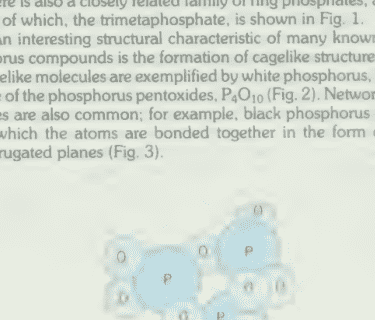 ere is also a closely related family of ring phosphates,
of which, the trimetaphosphate, is shown in Fig. 1.
An interesting structural characteristic of many known
orus compounds is the formation of cagelike structure
elike molecules are exemplified by white phosphorus,
of the phosphorus pentoxides, P₄O₁₀ (Fig. 2). Networ
es are also common; for example, black phosphorus
which the atoms are bonded together in the form
rugated planes (Fig. 3).
O
O O P
P
O O O
O P